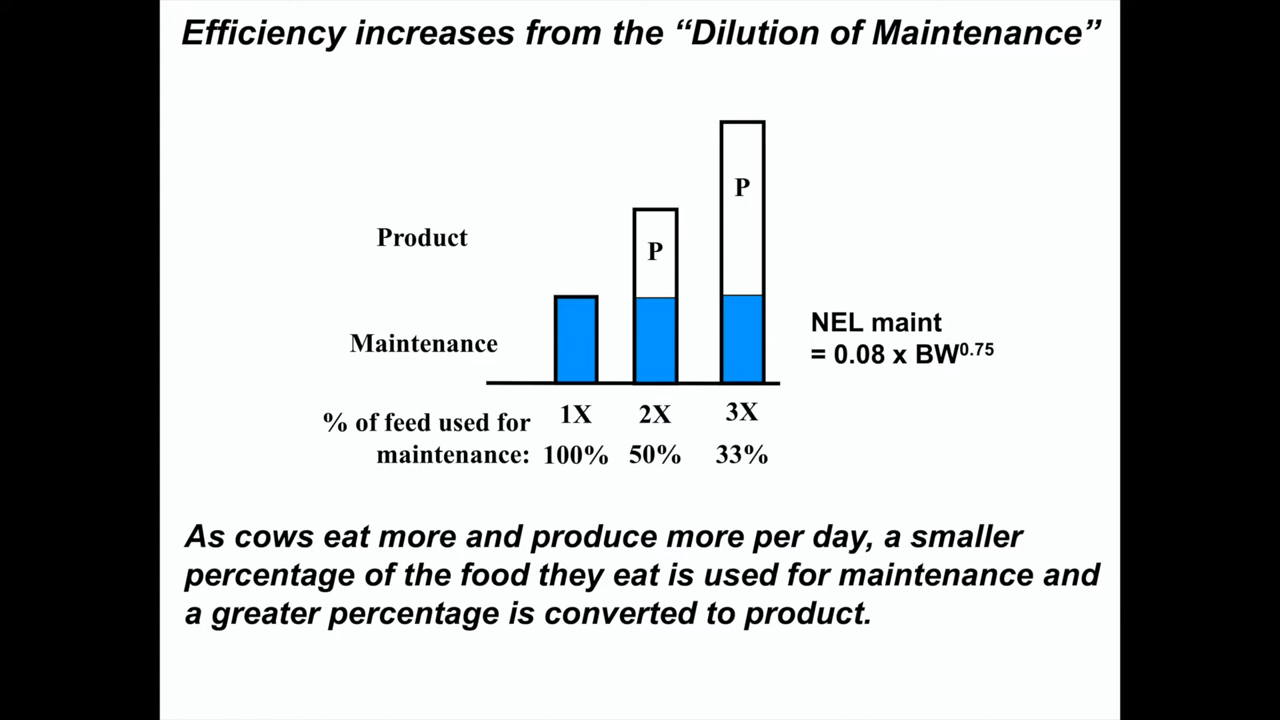 Efficiency increases from the “Dilution of Maintenance”
P
P
Product
NEL maint
Maintenance
= 0.08 x BW^0.75
% of feed used for 1X 2X 3X
maintenance: 100% 50% 33%
As cows eat more and produce more per day, a smaller
percentage of the food they eat is used for maintenance and
a greater percentage is converted to product.